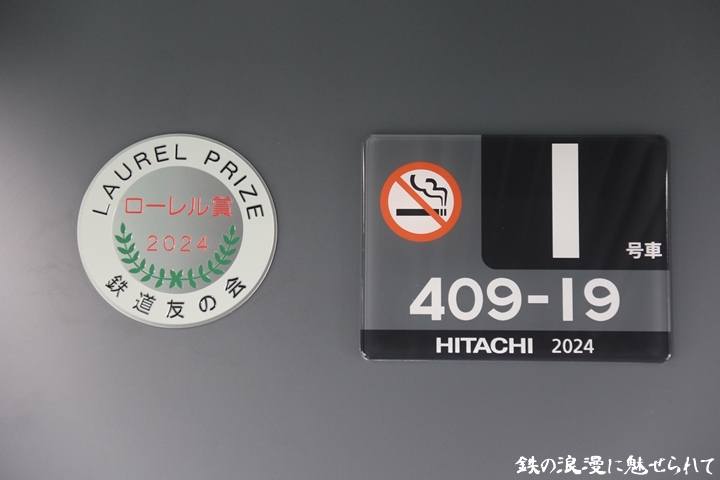 LAUREL PRIZE
ローレル賞
2024
鉄道友の会
1
号車
409-19
HITACHI 2024
鉄の浪漫に魅せられて